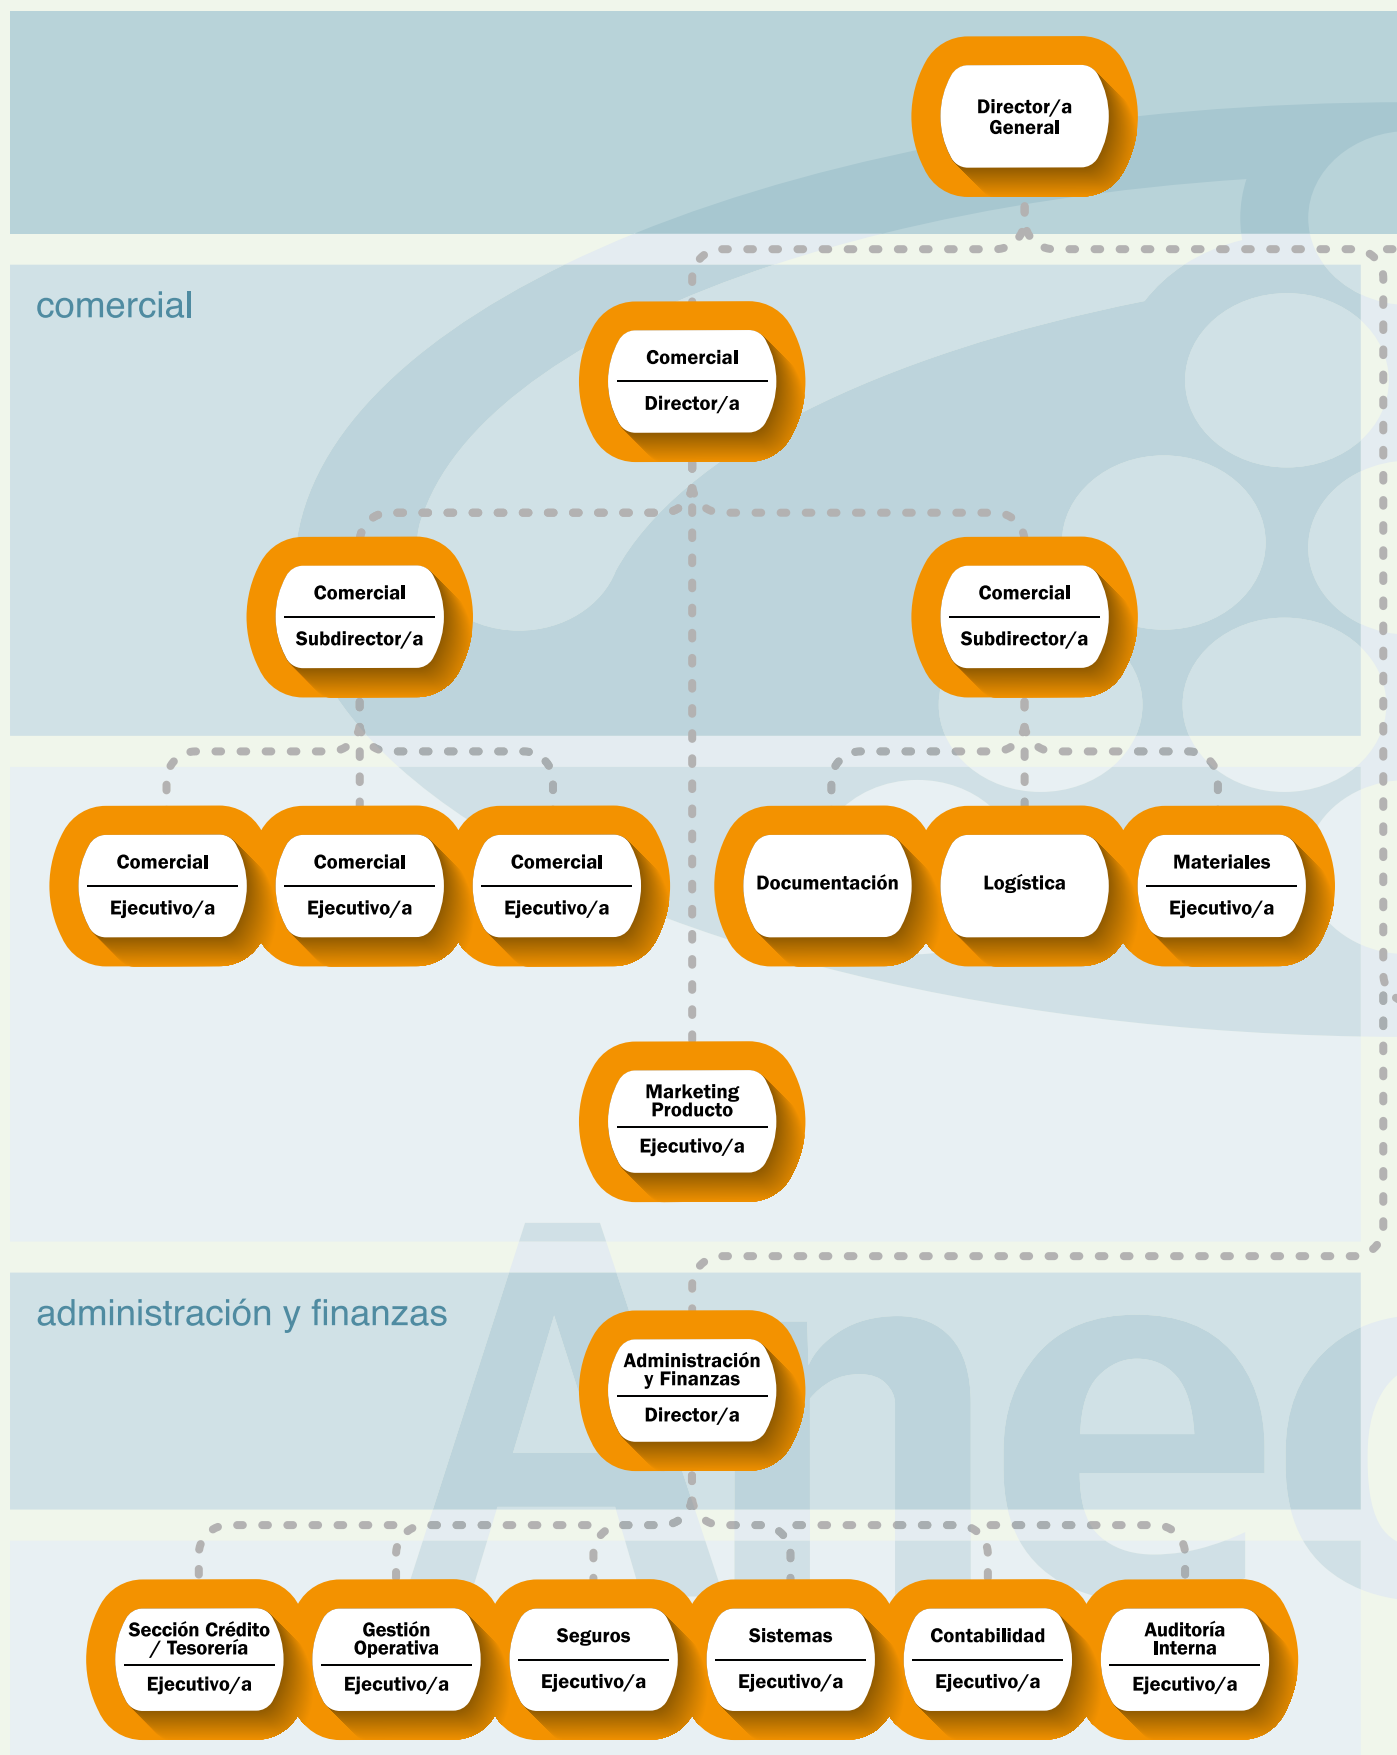 Director/a
General
comercial
Comercial
Director/a
Comercial
Subdirector/a
Comercial
Subdirector/a
Comercial
Ejecutivo/a
Comercial
Ejecutivo/a
Comercial
Ejecutivo/a
Documentación
Logística
Materiales
Ejecutivo/a
Marketing
Producto
Ejecutivo/a
administración y finanzas
Administración
y Finanzas
Director/a
Sección Crédito
/ Tesorería
Ejecutivo/a
Gestión
Operativa
Ejecutivo/a
Seguros
Ejecutivo/a
Sistemas
Ejecutivo/a
Contabilidad
Ejecutivo/a
Auditoría
Interna
Ejecutivo/a